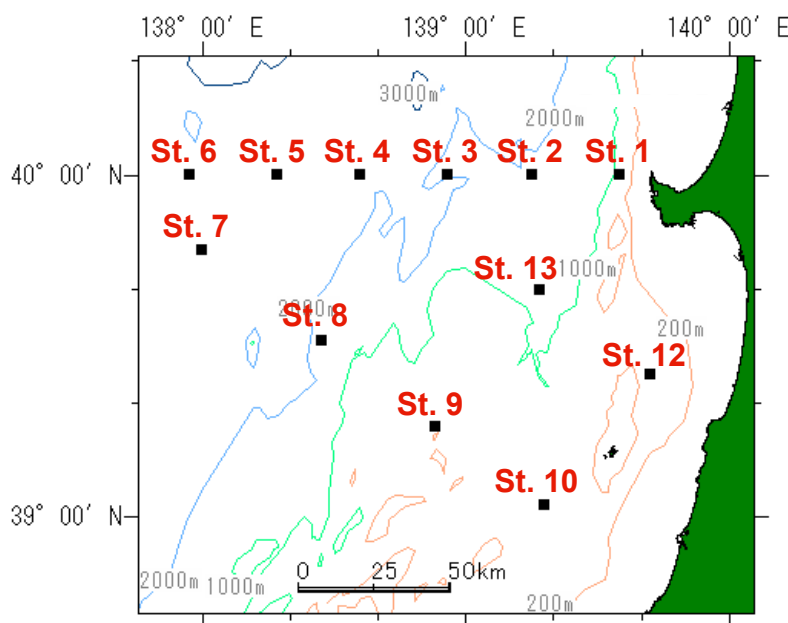 138° 00′ E 139° 00′ E 140° 00′ E
3000m
2000m
St. 6 St. 5 St. 4 St. 3 St. 2 St. 1
40° 00′ N
St. 7
St. 13
1000m
2000m
St. 8
200m
St. 12
St. 9
St. 10
39° 00′ N
0 25 50km
2000m 1000m
200m